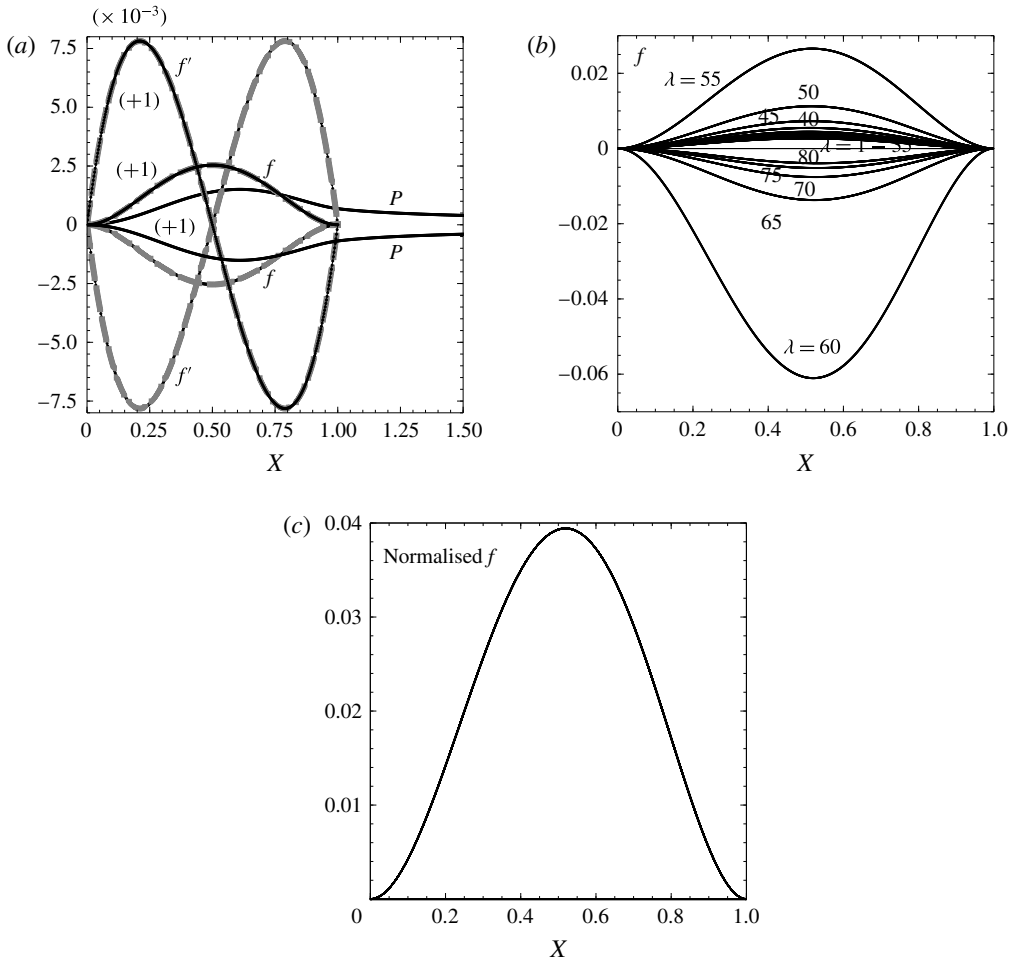 (× 10⁻³)
(a)
7.5
5.0
2.5
0
−2.5
−5.0
−7.5
f′
(+1)
(+1)
f
P
(+1)
f
P
f′
0 0.25 0.50 0.75 1.00 1.25 1.50
X
(b)
f
0.02
0
−0.02
−0.04
−0.06
λ = 55
50
45
40
λ = 1 – 35
80
75
70
65
λ = 60
0 0.2 0.4 0.6 0.8 1.0
X
(c)
0.04
0.03
0.02
0.01
Normalised f
0 0.2 0.4 0.6 0.8 1.0
X